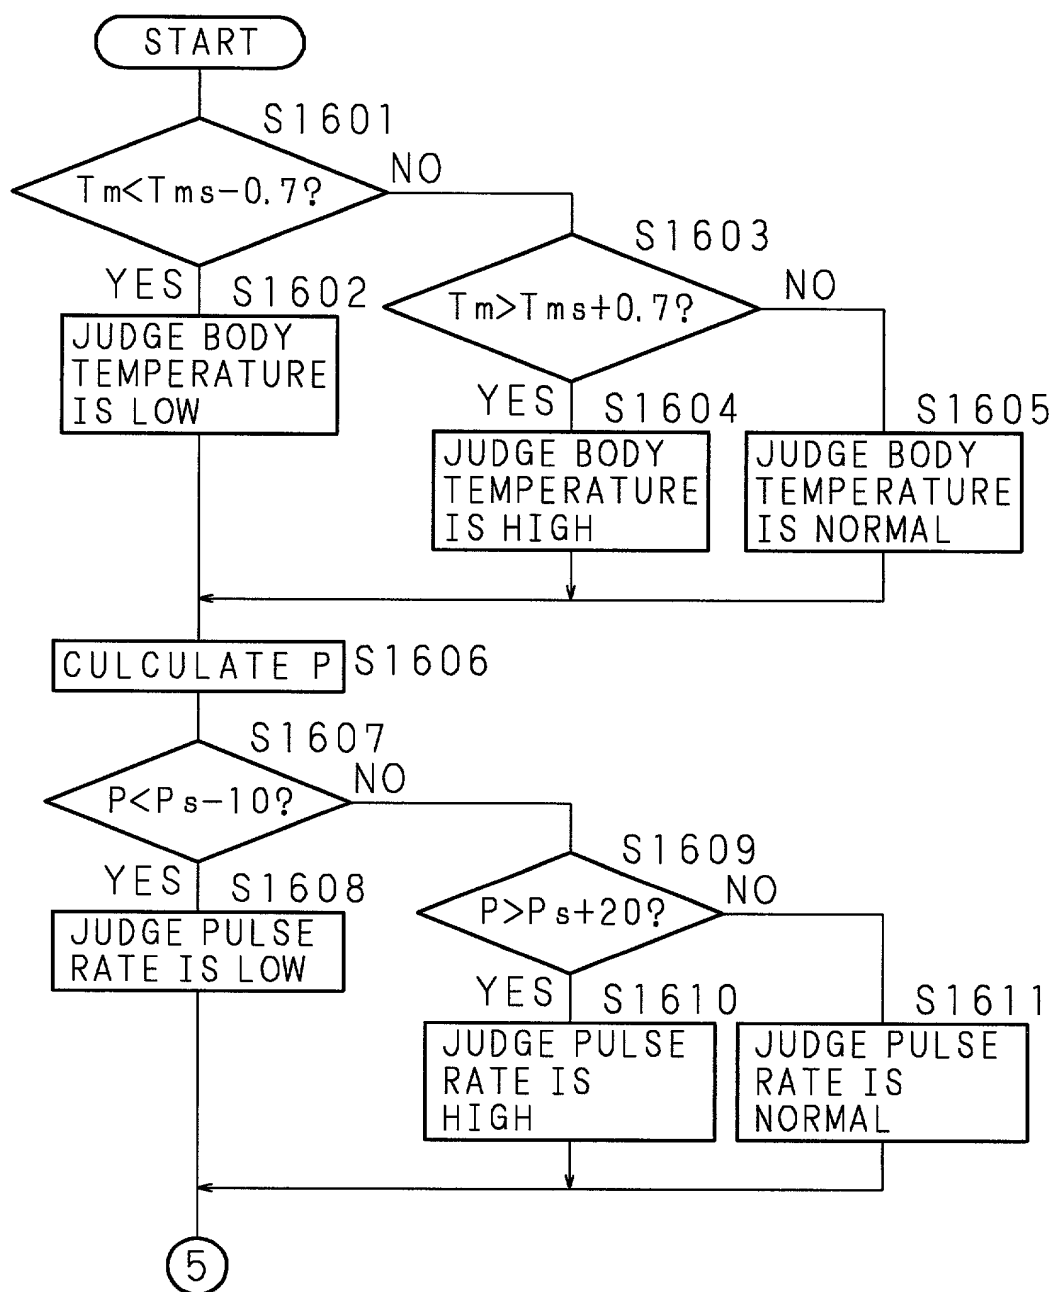 START
S1601
Tm<Tms-0.7?
NO
S1603
YES
S1602
Tm>Tms+0.7?
NO
JUDGE BODY
TEMPERATURE
IS LOW
YES
S1604
S1605
JUDGE BODY
TEMPERATURE
IS HIGH
JUDGE BODY
TEMPERATURE
IS NORMAL
CULCULATE P
S1606
S1607
P<Ps-10?
NO
S1609
YES
S1608
P>Ps+20?
NO
JUDGE PULSE
RATE IS LOW
YES
S1610
S1611
JUDGE PULSE
RATE IS
HIGH
JUDGE PULSE
RATE IS
NORMAL
5